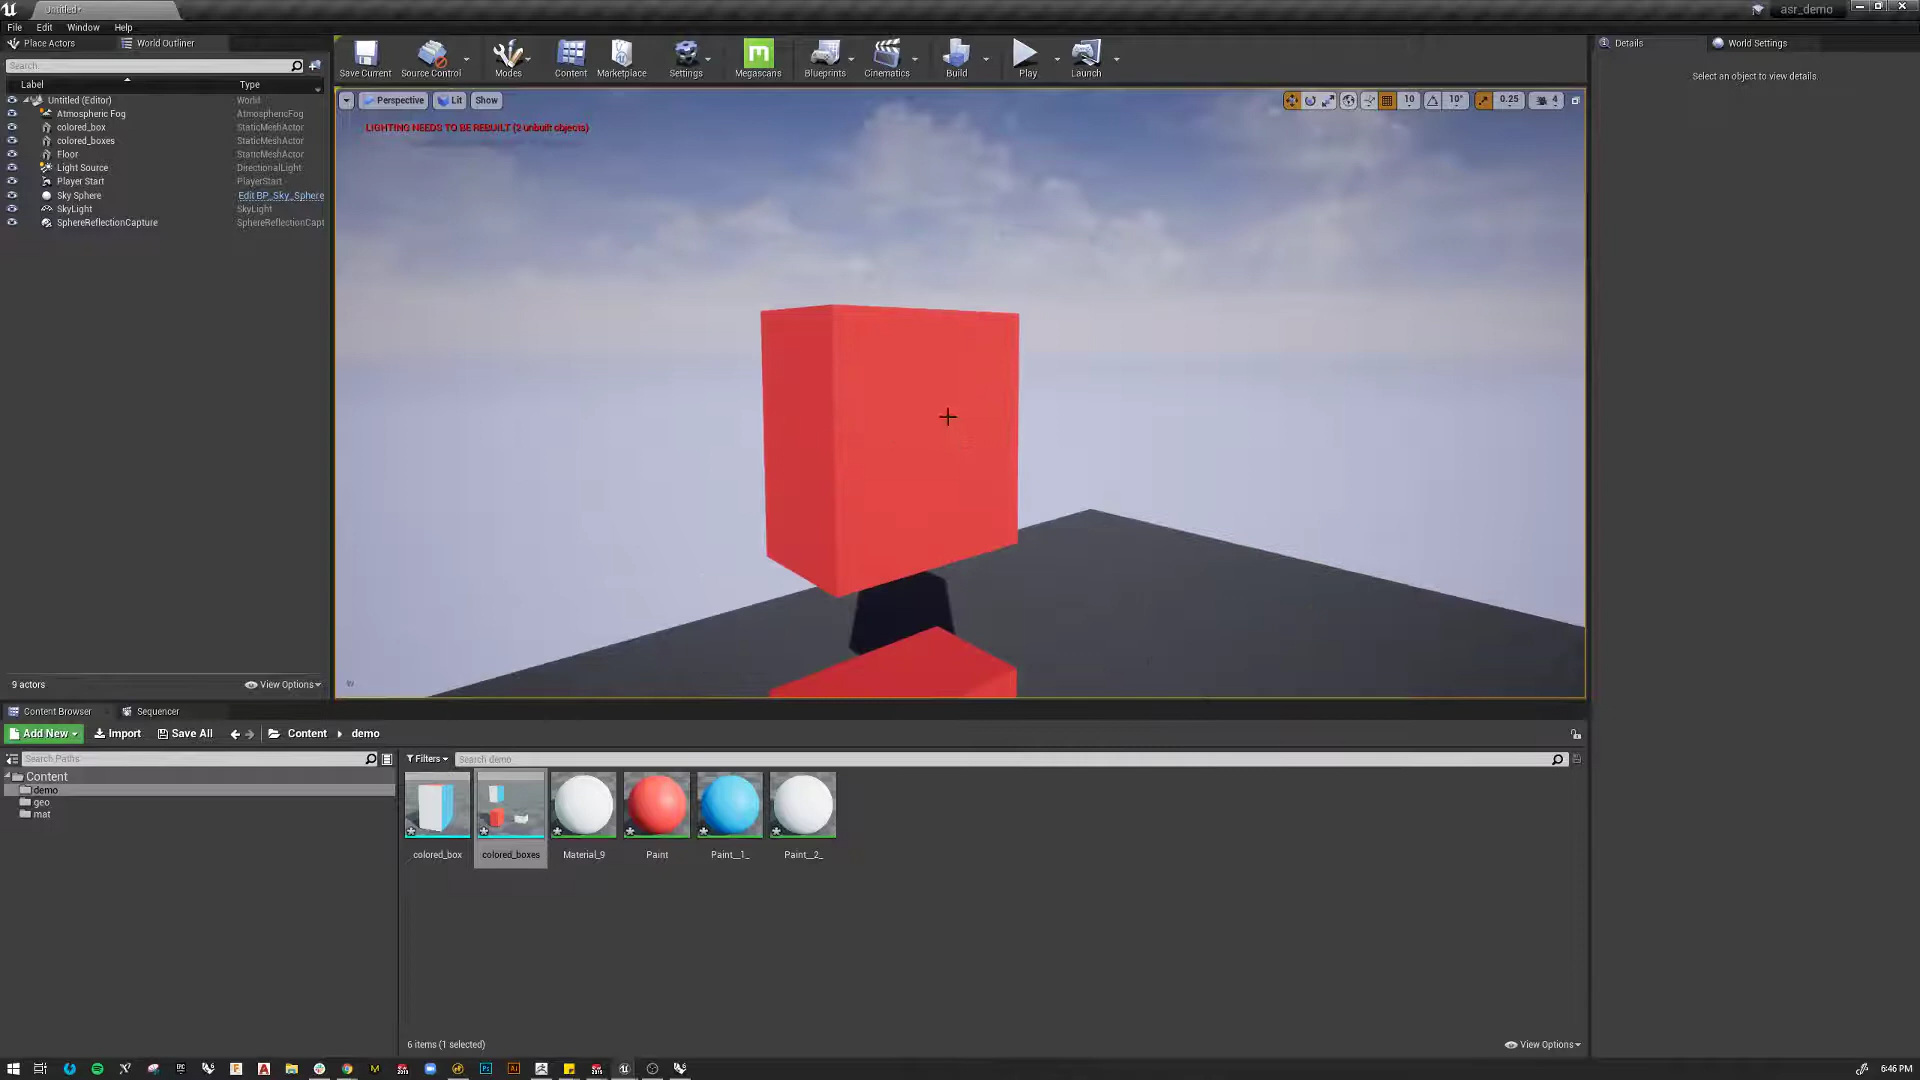 Untitled*
asr_demo
File Edit Window Help
Place Actors World Outliner
Search...
Label Type
Untitled (Editor) World
Atmospheric Fog AtmosphericFog
colored_box StaticMeshActor
colored_boxes StaticMeshActor
Floor StaticMeshActor
Light Source DirectionalLight
Player Start PlayerStart
Sky Sphere Edit BP_Sky_Sphere
SkyLight SkyLight
SphereReflectionCapture SphereReflectionCapt
9 actors View Options
Save Current Source Control Modes Content Marketplace Settings Megascans Blueprints Cinematics Build Play Launch
Perspective Lit Show 10 10° 0.25 4
LIGHTING NEEDS TO BE REBUILT (2 unbuilt objects)
Details World Settings
Select an object to view details.
Content Browser Sequencer
Add New Import Save All Content demo
Search Paths Filters Search demo
Content
demo
geo
mat
colored_box colored_boxes Material_9 Paint Paint__1_ Paint__2_
6 items (1 selected) View Options
6:46 PM